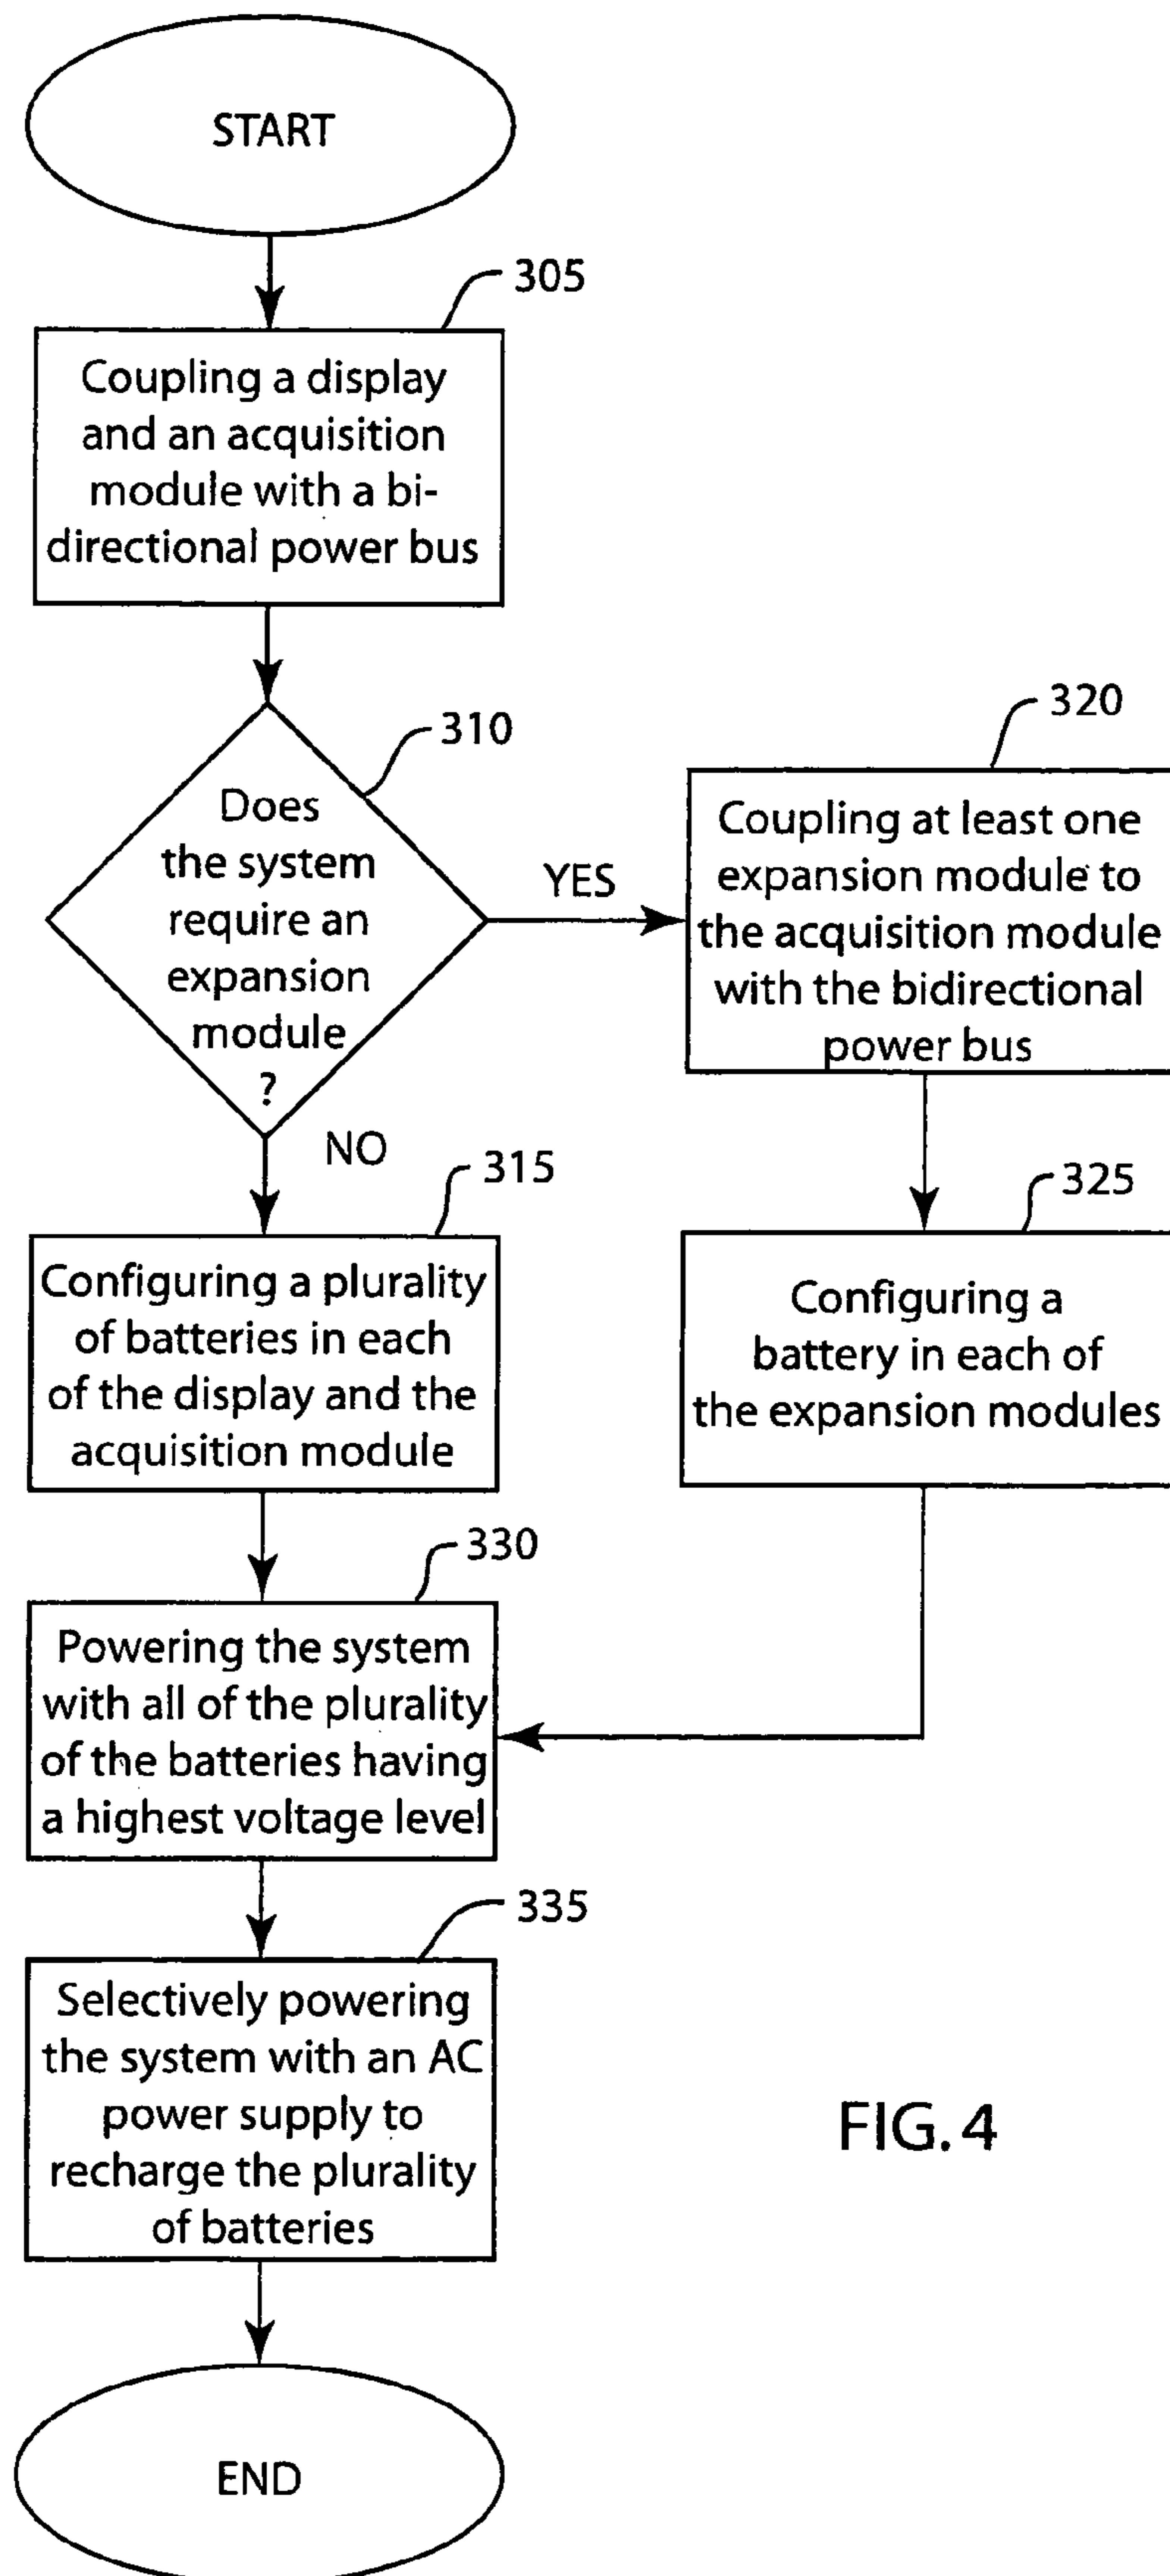 START
305
Coupling a display
and an acquisition
module with a bi-
directional power bus
310
Does
the system
require an
expansion
module
?
YES
NO
320
Coupling at least one
expansion module to
the acquisition module
with the bidirectional
power bus
315
Configuring a plurality
of batteries in each
of the display and the
acquisition module
325
Configuring a
battery in each of
the expansion modules
330
Powering the system
with all of the plurality
of the batteries having
a highest voltage level
335
Selectively powering
the system with an AC
power supply to
recharge the plurality
of batteries
FIG. 4
END